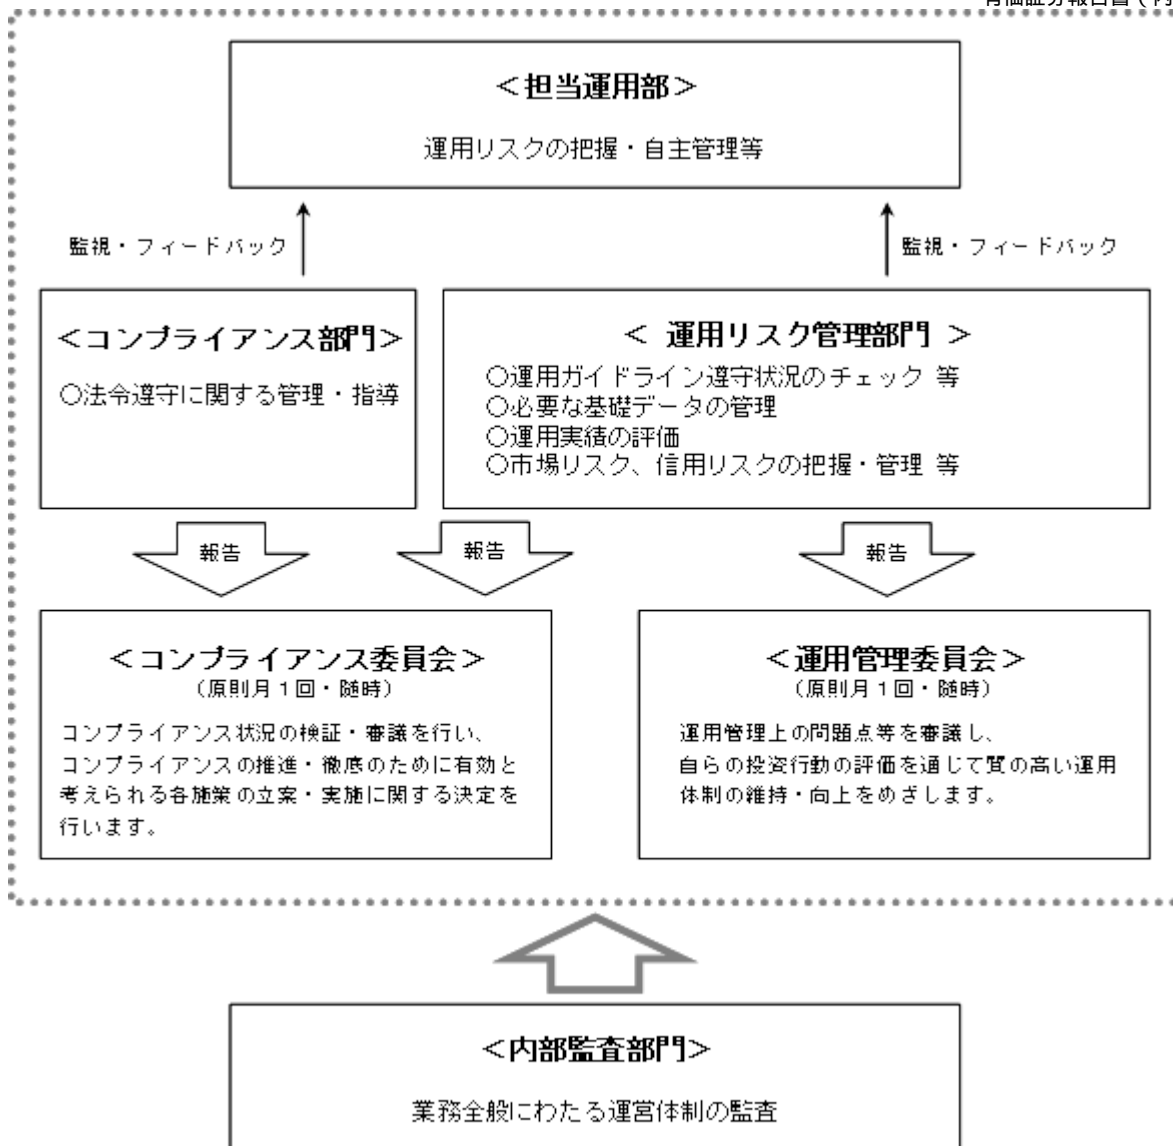 ＜担当運用部＞
運用リスクの把握・自主管理等
監視・フィードバック
監視・フィードバック
＜コンプライアンス部門＞
○法令遵守に関する管理・指導
＜ 運用リスク管理部門 ＞
○運用ガイドライン遵守状況のチェック 等
○必要な基礎データの管理
○運用実績の評価
○市場リスク、信用リスクの把握・管理 等
報告
報告
報告
＜コンプライアンス委員会＞
（原則月１回・随時）
コンプライアンス状況の検証・審議を行い、
コンプライアンスの推進・徹底のために有効と
考えられる各施策の立案・実施に関する決定を
行います。
＜運用管理委員会＞
（原則月１回・随時）
運用管理上の問題点等を審議し、
自らの投資行動の評価を通じて質の高い運用
体制の維持・向上をめざします。
＜内部監査部門＞
業務全般にわたる運営体制の監査